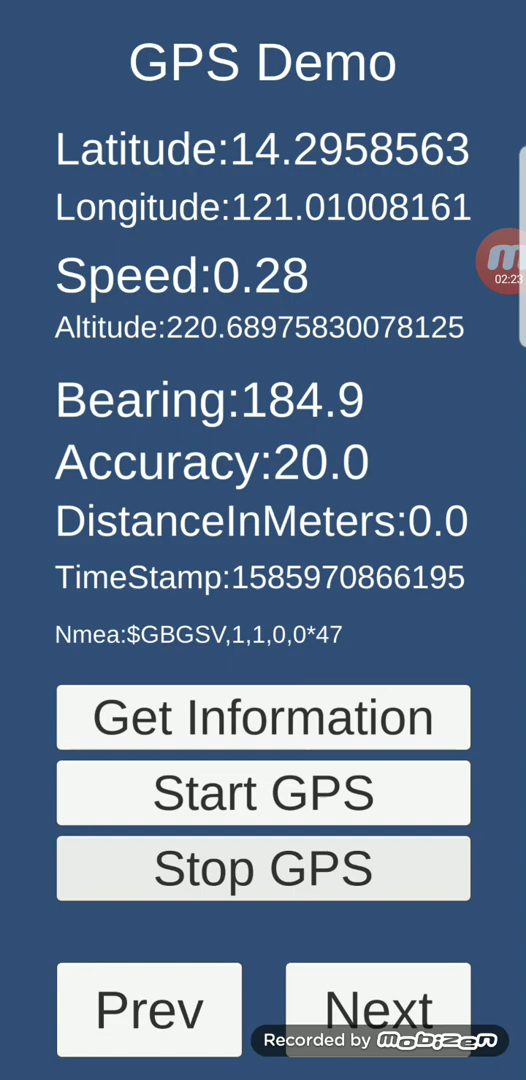 GPS Demo
Latitude:14.2958563
Longitude:121.01008161
Speed:0.28
02:23
Altitude:220.68975830078125
Bearing:184.9
Accuracy:20.0
DistanceInMeters:0.0
TimeStamp:1585970866195
Nmea:$GBGSV,1,1,0,0*47
Get Information
Start GPS
Stop GPS
Prev
Next
Recorded by mobizen